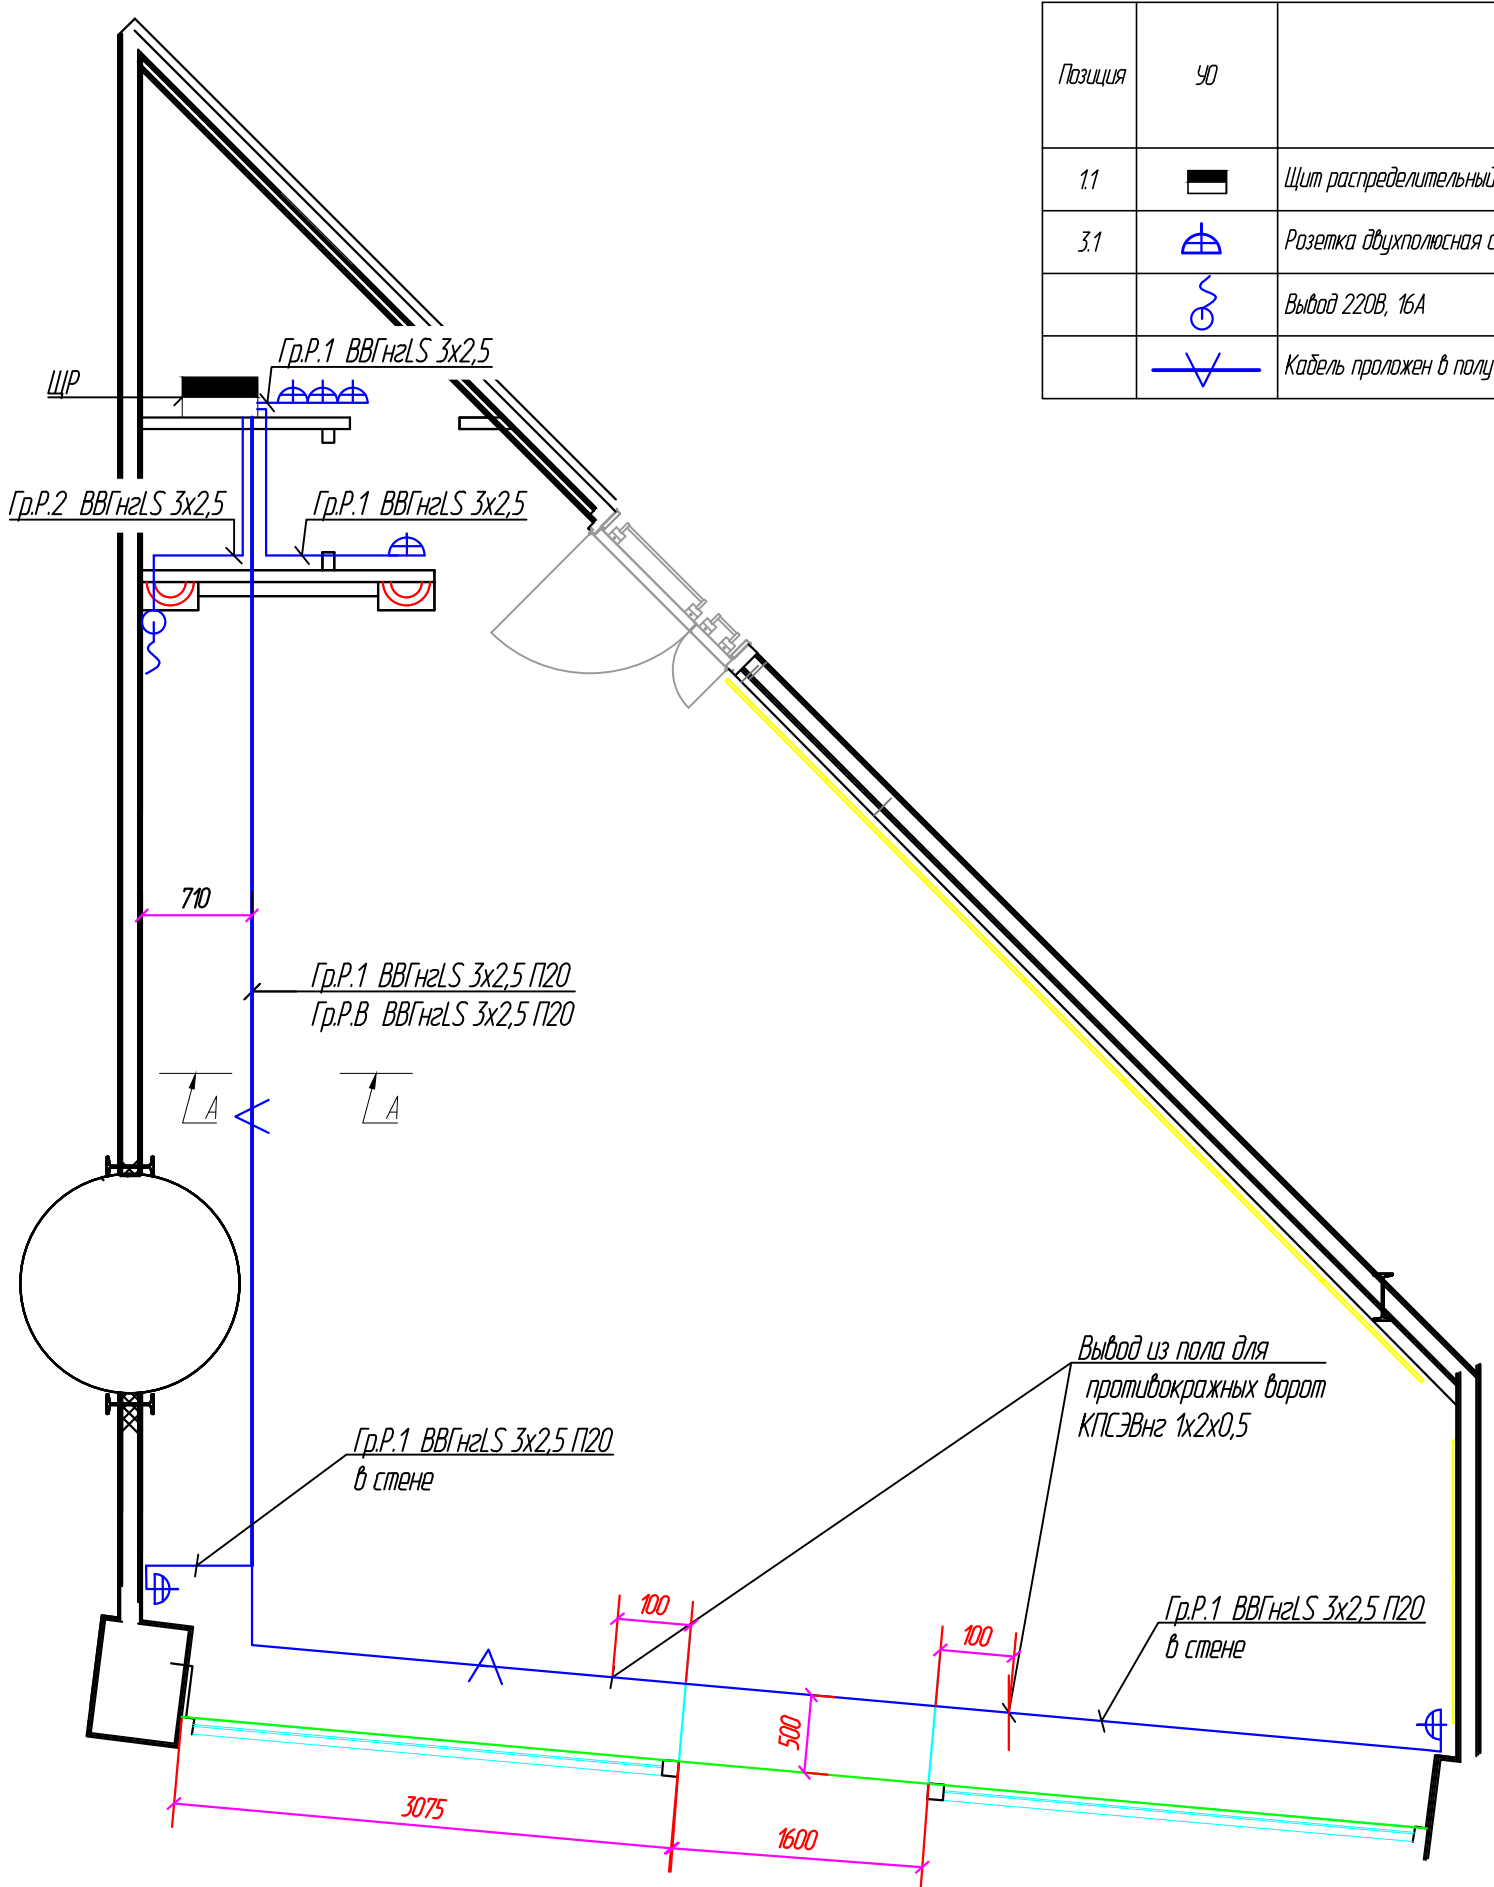 Позиция
УО
1.1
Щит распределительный
3.1
Розетка двухполюсная с
Вывод 220В, 16А
Кабель проложен в полу
Гр.Р.1 ВВГнгLS 3х2,5
ЩР
Гр.Р.2 ВВГнгLS 3х2,5
Гр.Р.1 ВВГнгLS 3х2,5
710
Гр.Р.1 ВВГнгLS 3х2,5 П20
Гр.Р.В ВВГнгLS 3х2,5 П20
А
А
Вывод из пола для
противокражных ворот
КПСЭВнг 1х2х0,5
Гр.Р.1 ВВГнгLS 3х2,5 П20
в стене
100
100
Гр.Р.1 ВВГнгLS 3х2,5 П20
в стене
500
3075
1600